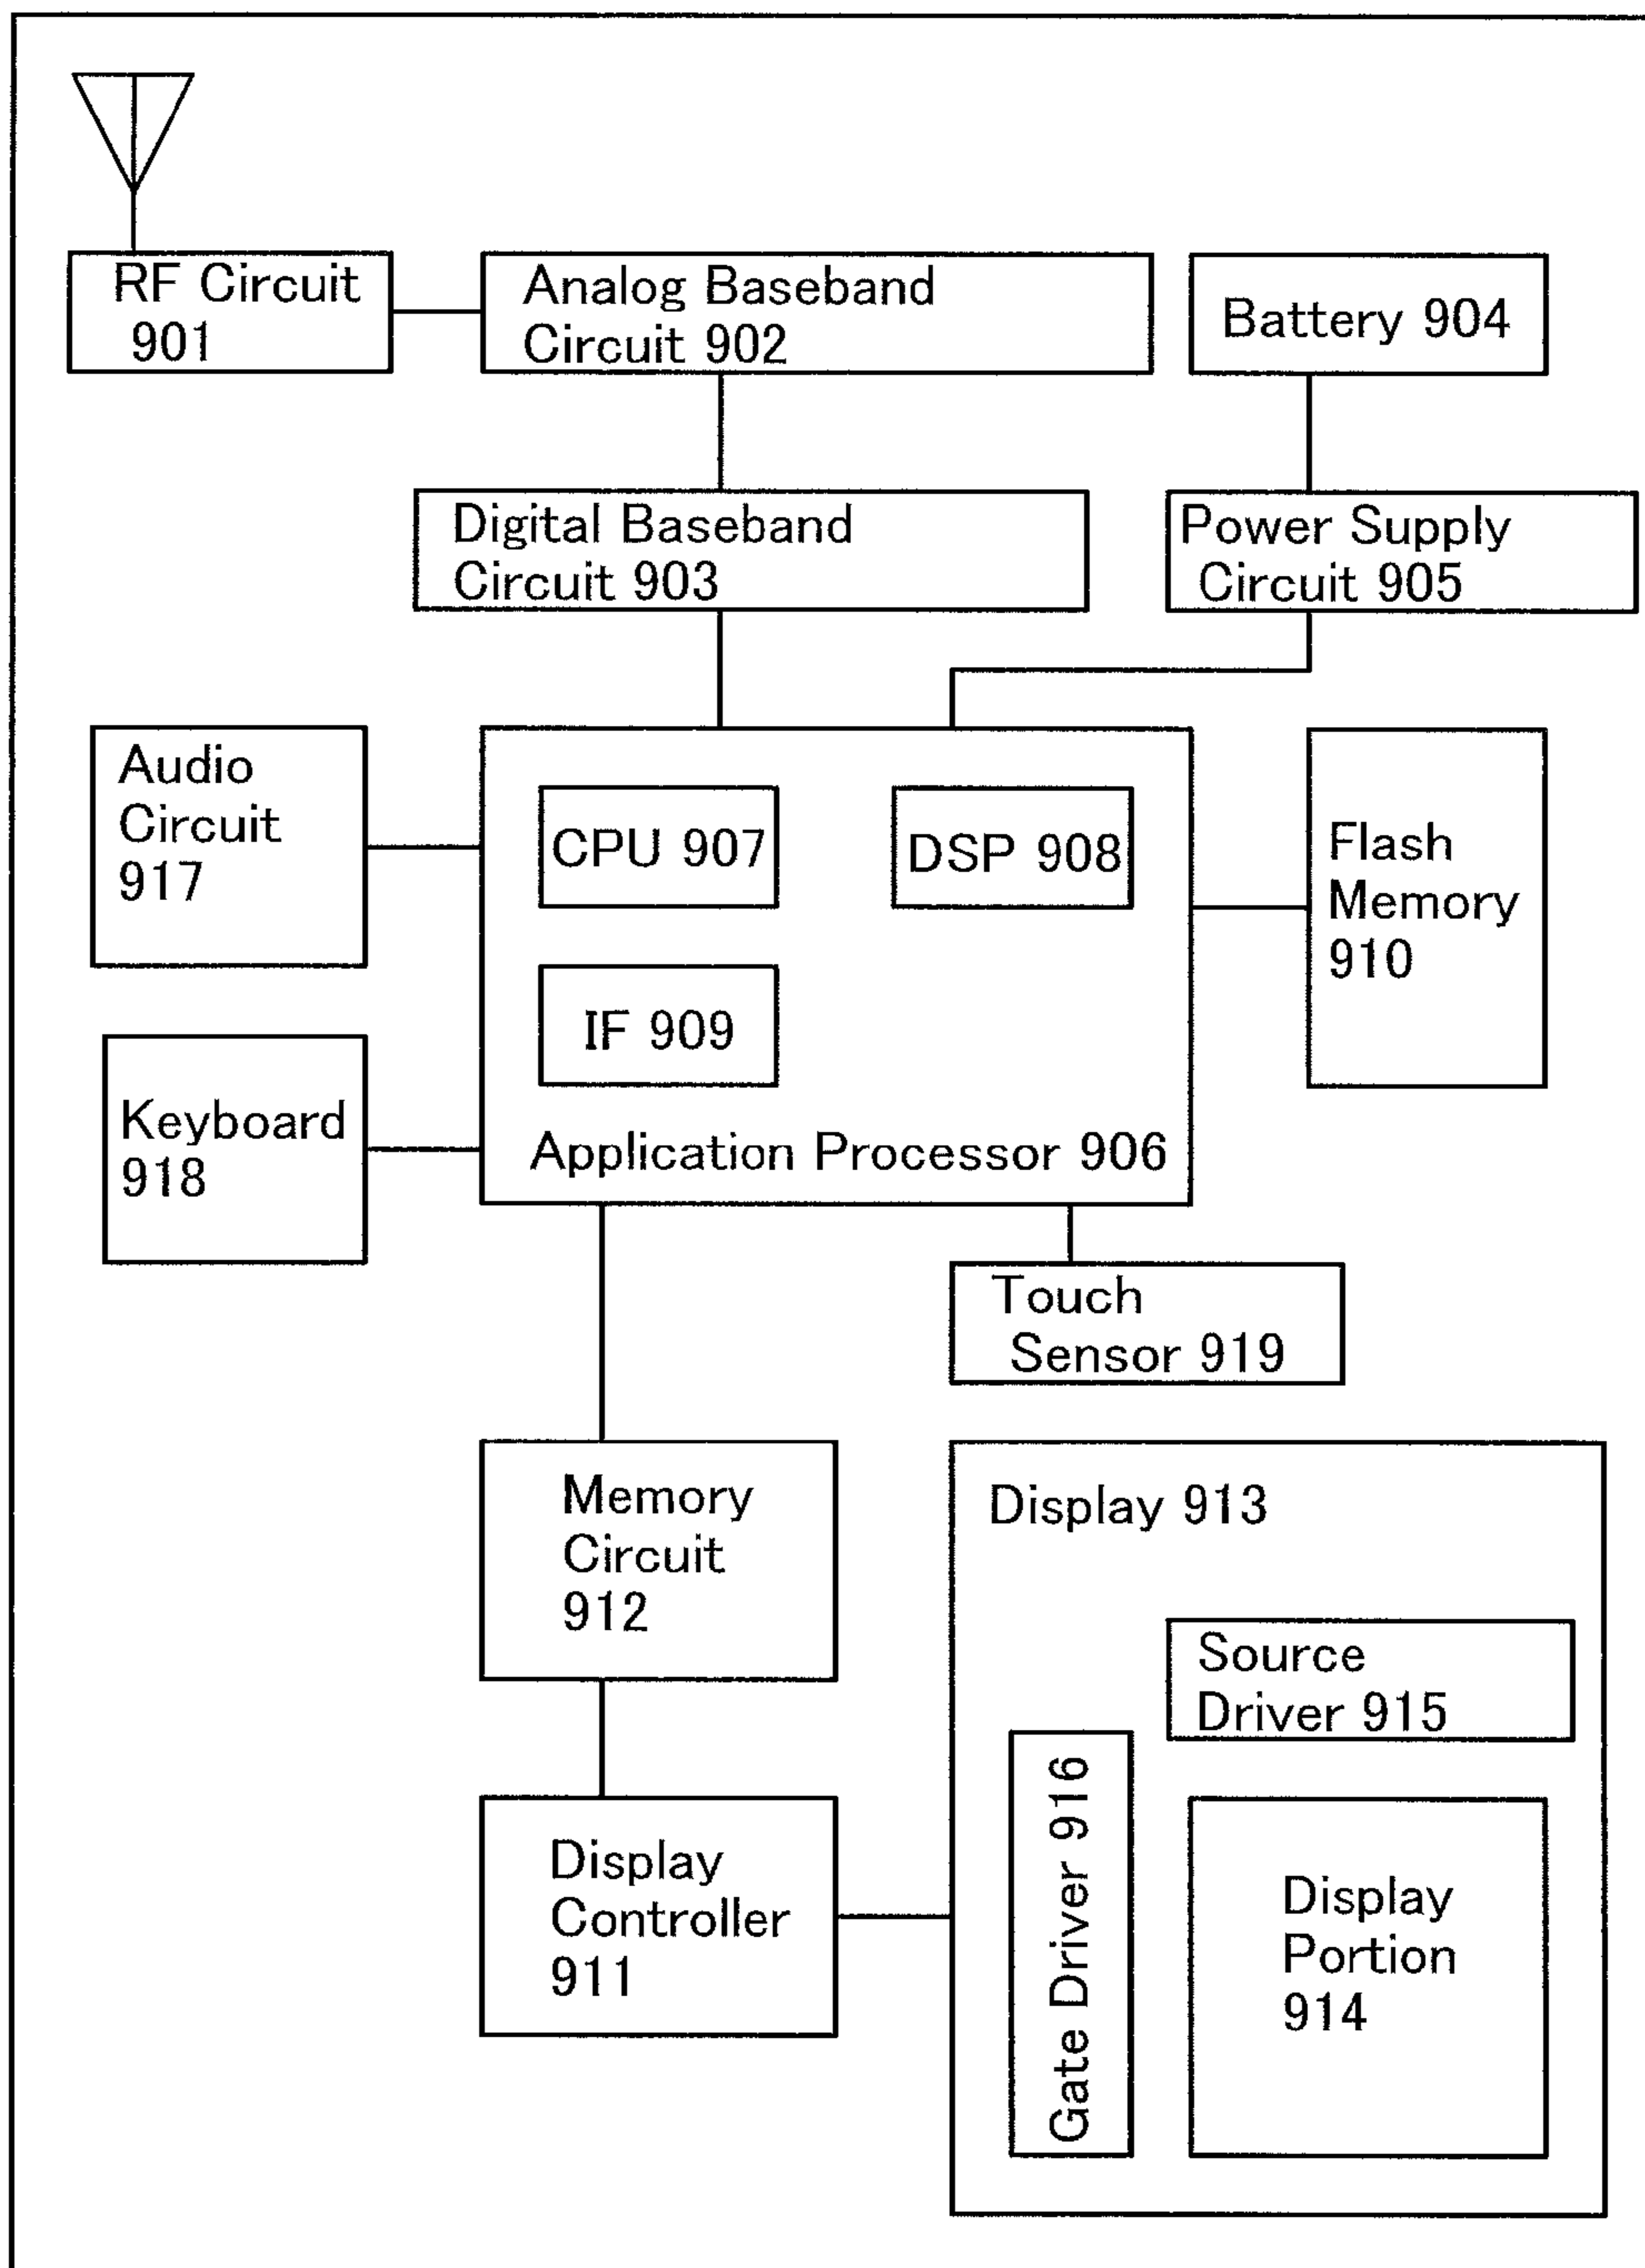 RF Circuit
901
Analog Baseband
Circuit 902
Battery 904
Digital Baseband
Circuit 903
Power Supply
Circuit 905
Audio
Circuit
917
CPU 907
DSP 908
Flash
Memory
910
IF 909
Keyboard
918
Application Processor 906
Touch
Sensor 919
Memory
Circuit
912
Display 913
Source
Driver 915
Gate Driver 916
Display
Controller
911
Display
Portion
914